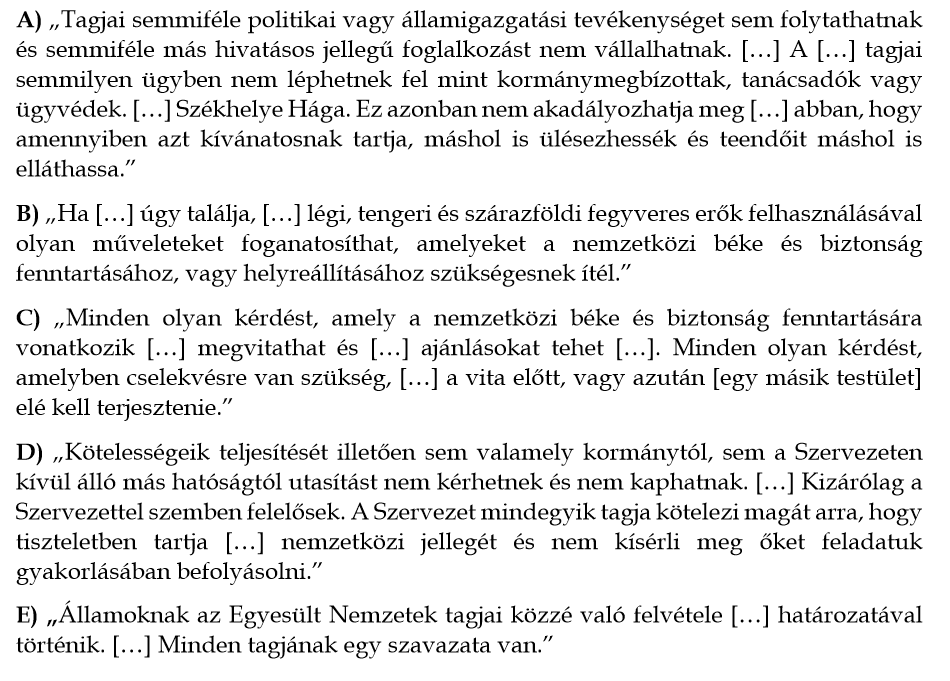 A) „Tagjai semmiféle politikai vagy államigazgatási tevékenységet sem folytathatnak
és semmiféle más hivatásos jellegű foglalkozást nem vállalhatnak. […] A […] tagjai
semmilyen ügyben nem léphetnek fel mint kormánymegbízottak, tanácsadók vagy
ügyvédek. […] Székhelye Hága. Ez azonban nem akadályozhatja meg […] abban, hogy
amennyiben azt kívánatosnak tartja, máshol is ülésezhessék és teendőit máshol is
elláthassa.”
B) „Ha […] úgy találja, […] légi, tengeri és szárazföldi fegyveres erők felhasználásával
olyan műveleteket foganatosíthat, amelyeket a nemzetközi béke és biztonság
fenntartásához, vagy helyreállításához szükségesnek ítél.”
C) „Minden olyan kérdést, amely a nemzetközi béke és biztonság fenntartására
vonatkozik […] megvitathat és […] ajánlásokat tehet […]. Minden olyan kérdést,
amelyben cselekvésre van szükség, […] a vita előtt, vagy azután [egy másik testület]
elé kell terjesztenie.”
D) „Kötelességeik teljesítését illetően sem valamely kormánytól, sem a Szervezeten
kívül álló más hatóságtól utasítást nem kérhetnek és nem kaphatnak. […] Kizárólag a
Szervezettel szemben felelősek. A Szervezet mindegyik tagja kötelezi magát arra, hogy
tiszteletben tartja […] nemzetközi jellegét és nem kísérli meg őket feladatuk
gyakorlásában befolyásolni.”
E) „Államoknak az Egyesült Nemzetek tagjai közzé való felvétele […] határozatával
történik. […] Minden tagjának egy szavazata van.”